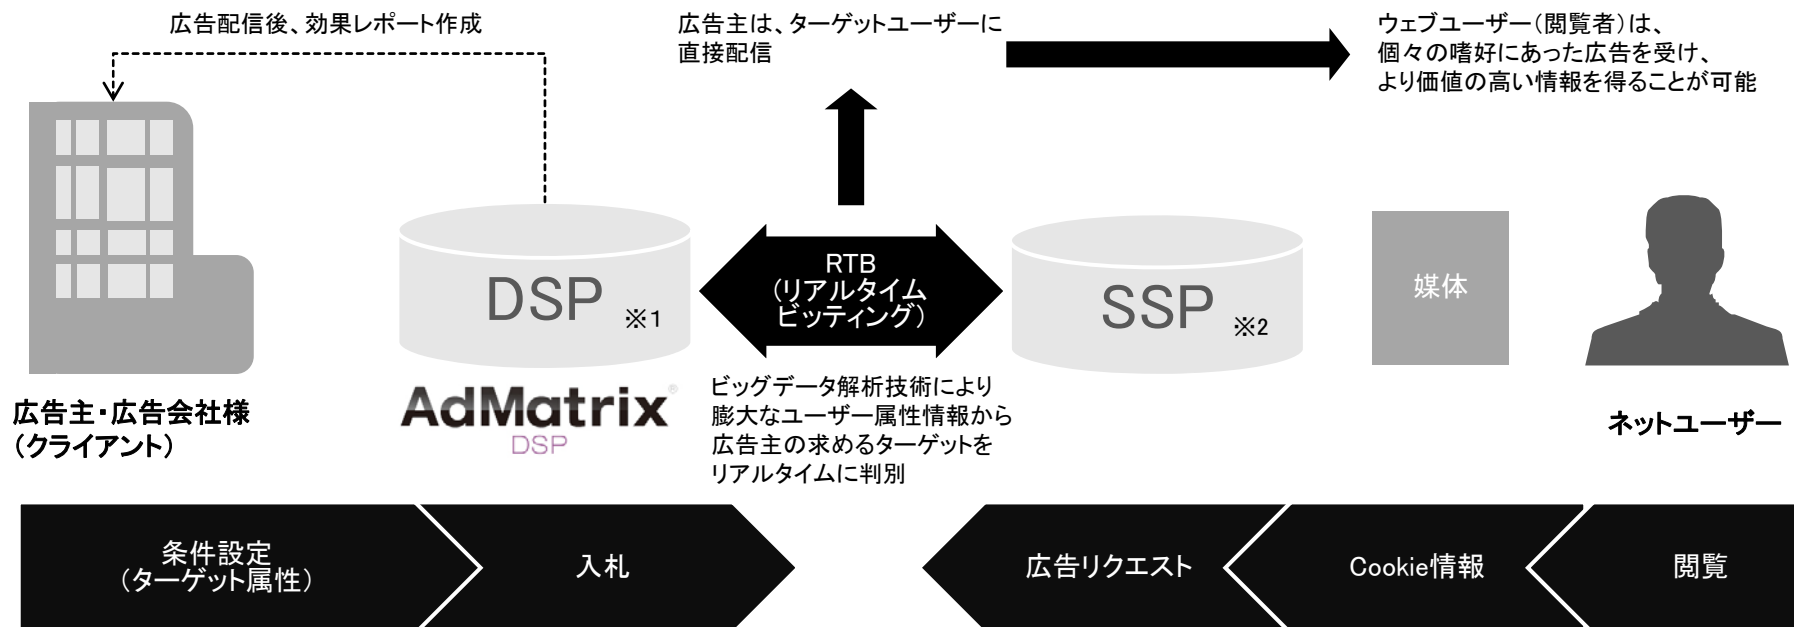 広告配信後、効果レポート作成
広告主は、ターゲットユーザーに
直接配信
ウェブユーザー（閲覧者）は、
個々の嗜好にあった広告を受け、
より価値の高い情報を得ることが可能
DSP ※1
RTB
（リアルタイム
ビッティング）
SSP ※2
媒体
広告主・広告会社様
（クライアント）
AdMatrix®
DSP
ビッグデータ解析技術により
膨大なユーザー属性情報から
広告主の求めるターゲットを
リアルタイムに判別
ネットユーザー
条件設定
（ターゲット属性）
入札
広告リクエスト
Cookie情報
閲覧